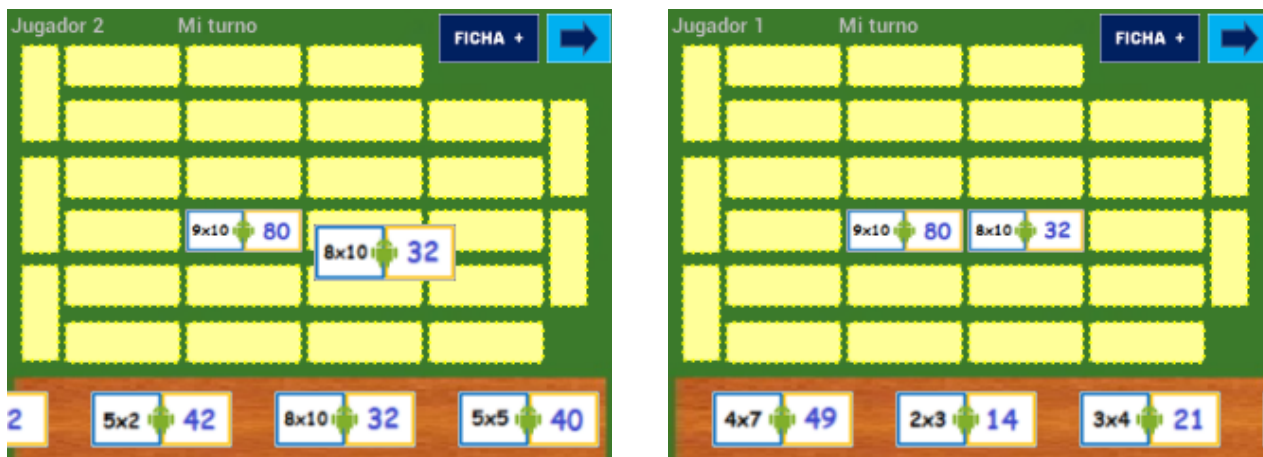 Jugador 2 Mi turno FICHA +
9x10 80
8x10 32
2 5x2 42 8x10 32 5x5 40
Jugador 1 Mi turno FICHA +
9x10 80 8x10 32
4x7 49 2x3 14 3x4 21